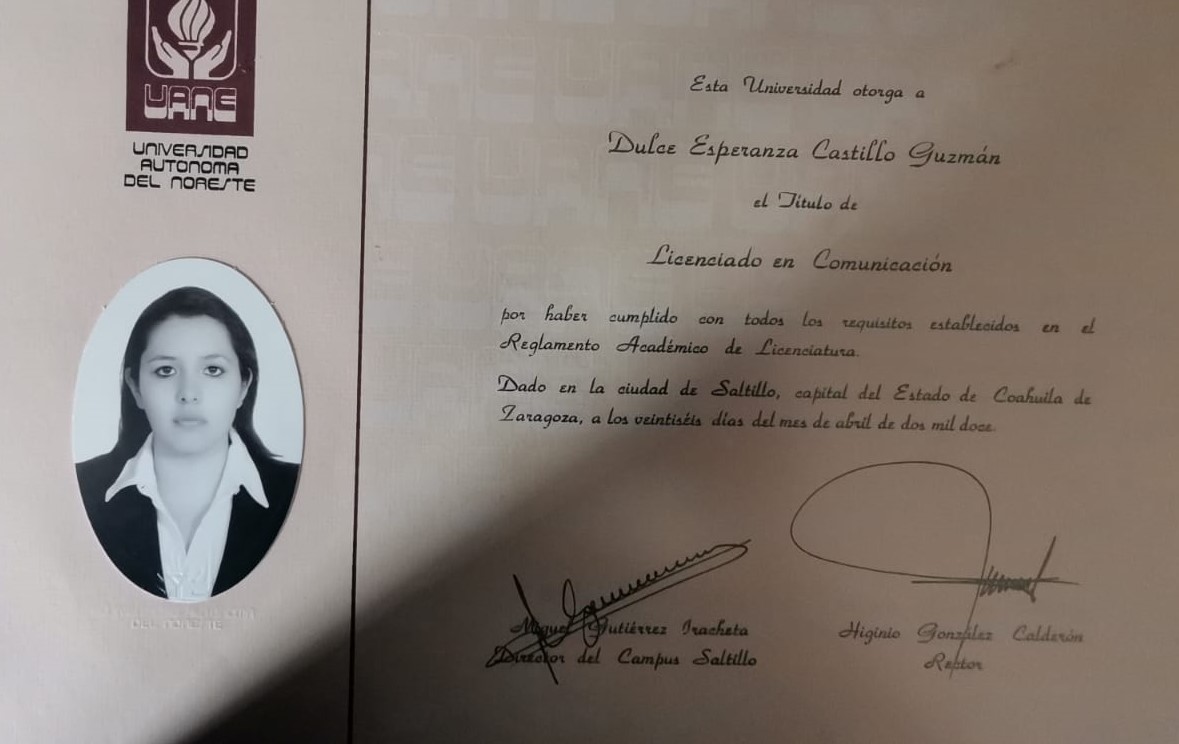 UANE
UNIVERSIDAD
AUTONOMA
DEL NORESTE
Esta Universidad otorga a
Dulce Esperanza Castillo Guzmán
el Título de
Licenciado en Comunicación
por haber cumplido con todos los requisitos establecidos en el
Reglamento Académico de Licenciatura.
Dado en la ciudad de Saltillo, capital del Estado de Coahuila de
Zaragoza, a los veintiséis días del mes de abril de dos mil doce.
DEL NORESTE
Miguel Gutiérrez Iracheta
Director del Campus Saltillo
Higinio González Calderón
Rector